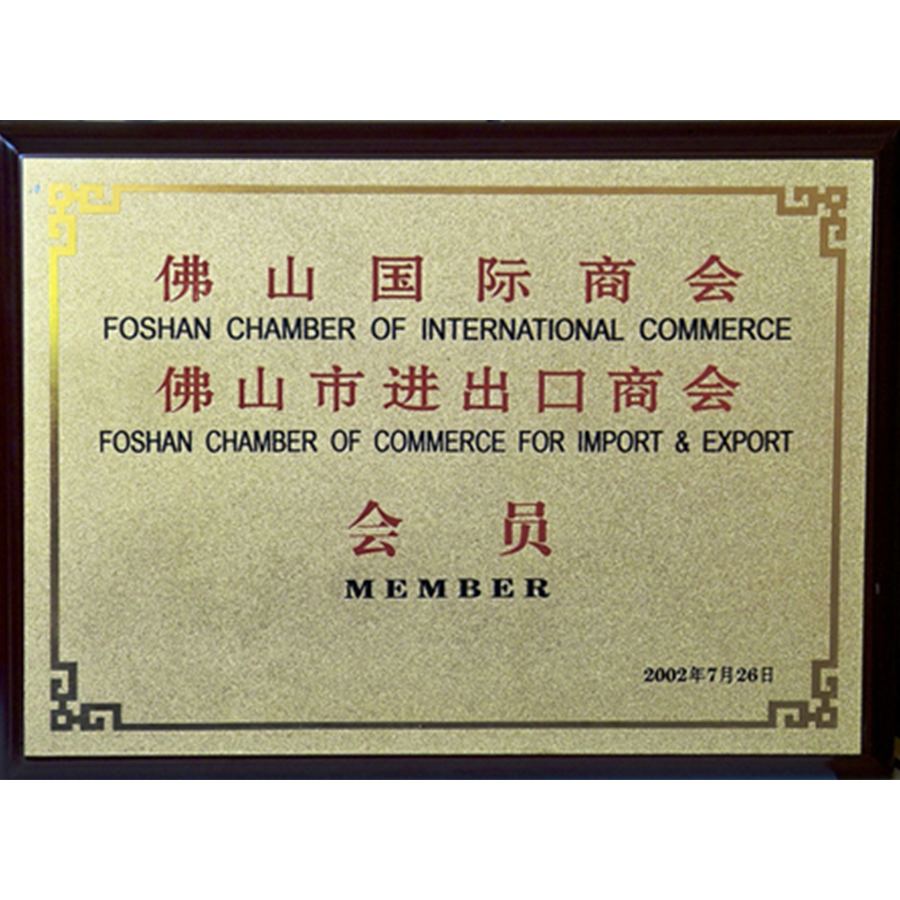 佛山国际商会
FOSHAN CHAMBER OF INTERNATIONAL COMMERCE
佛山市进出口商会
FOSHAN CHAMBER OF COMMERCE FOR IMPORT & EXPORT
会员
MEMBER
2002年7月26日